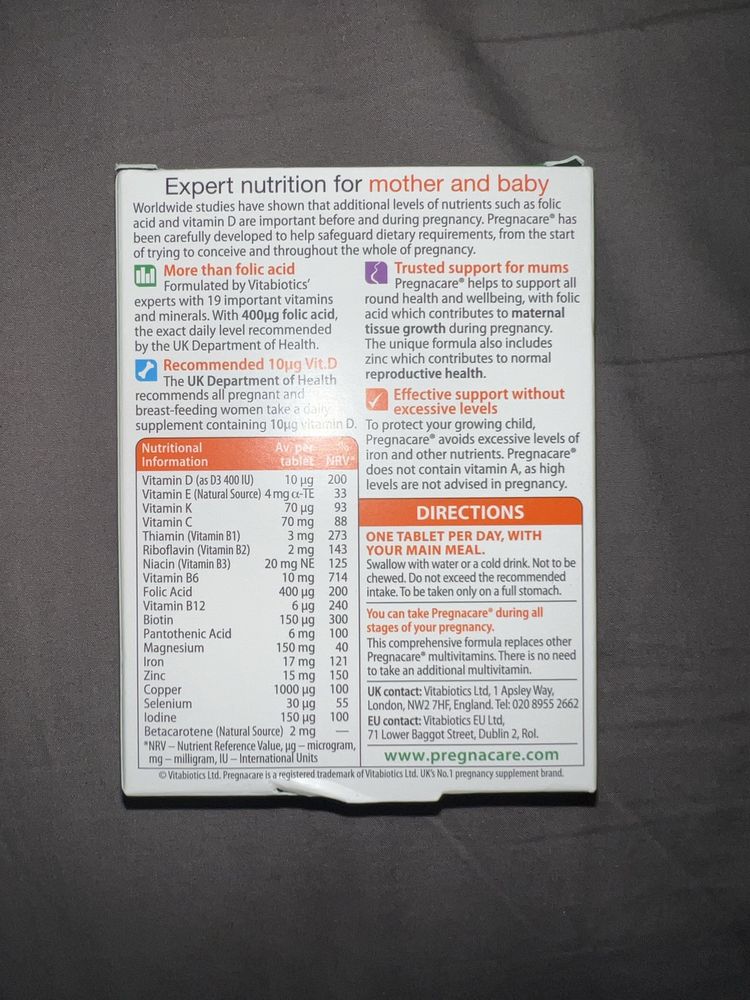 Expert nutrition for mother and baby
Worldwide studies have shown that additional levels of nutrients such as folic
acid and vitamin D are important before and during pregnancy. Pregnacare® has
been carefully developed to help safeguard dietary requirements, from the start
of trying to conceive and throughout the whole of pregnancy.
More than folic acid
Formulated by Vitabiotics'
experts with 19 important vitamins
and minerals. With 400µg folic acid,
the exact daily level recommended
by the UK Department of Health.
Recommended 10µg Vit.D
The UK Department of Health
recommends all pregnant and
breast-feeding women take a daily
supplement containing 10µg vitamin D.
Trusted support for mums
Pregnacare® helps to support all
round health and wellbeing, with folic
acid which contributes to maternal
tissue growth during pregnancy.
The unique formula also includes
zinc which contributes to normal
reproductive health.
Effective support without
excessive levels
To protect your growing child,
Pregnacare® avoids excessive levels of
iron and other nutrients. Pregnacare®
does not contain vitamin A, as high
levels are not advised in pregnancy.
Nutritional Information Av. per tablet % NRV*
Vitamin D (as D3 400 IU) 10 µg 200
Vitamin E (Natural Source) 4 mg α-TE 33
Vitamin K 70 µg 93
Vitamin C 70 mg 88
Thiamin (Vitamin B1) 3 mg 273
Riboflavin (Vitamin B2) 2 mg 143
Niacin (Vitamin B3) 20 mg NE 125
Vitamin B6 10 mg 714
Folic Acid 400 µg 200
Vitamin B12 6 µg 240
Biotin 150 µg 300
Pantothenic Acid 6 mg 100
Magnesium 150 mg 40
Iron 17 mg 121
Zinc 15 mg 150
Copper 1000 µg 100
Selenium 30 µg 55
Iodine 150 µg 100
Betacarotene (Natural Source) 2 mg —
*NRV – Nutrient Reference Value, µg – microgram,
mg – milligram, IU – International Units
DIRECTIONS
ONE TABLET PER DAY, WITH
YOUR MAIN MEAL.
Swallow with water or a cold drink. Not to be
chewed. Do not exceed the recommended
intake. To be taken only on a full stomach.
You can take Pregnacare® during all
stages of your pregnancy.
This comprehensive formula replaces other
Pregnacare® multivitamins. There is no need
to take an additional multivitamin.
UK contact: Vitabiotics Ltd, 1 Apsley Way,
London, NW2 7HF, England. Tel: 020 8955 2662
EU contact: Vitabiotics EU Ltd,
71 Lower Baggot Street, Dublin 2, RoI.
www.pregnacare.com
© Vitabiotics Ltd. Pregnacare is a registered trademark of Vitabiotics Ltd. UK's No.1 pregnancy supplement brand.